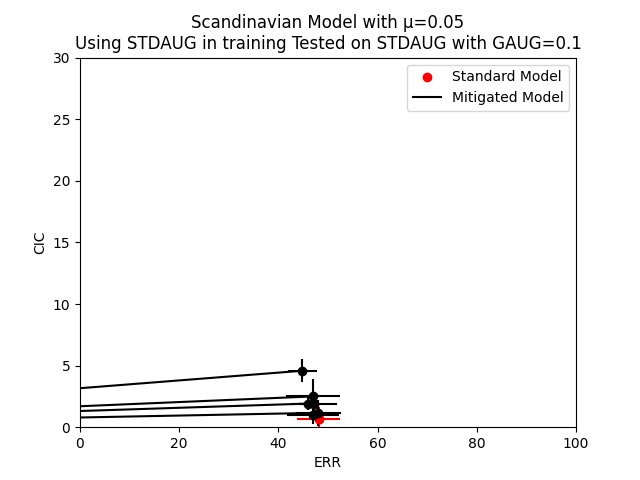 Scandinavian Model with μ=0.05
Using STDAUG in training Tested on STDAUG with GAUG=0.1
Standard Model
Mitigated Model
CIC
30
25
20
15
10
5
0
0 20 40 60 80 100
ERR